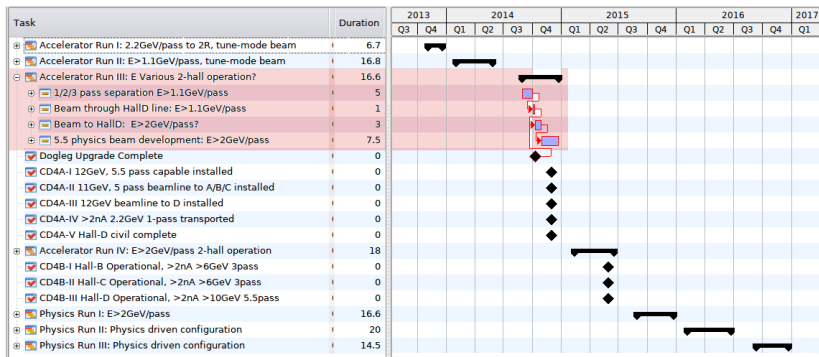 Task Duration 2013 2014 2015 2016 2017
Q3 Q4 Q1 Q2 Q3 Q4 Q1 Q2 Q3 Q4 Q1 Q2 Q3 Q4 Q1
Accelerator Run I: 2.2GeV/pass to 2R, tune-mode beam 6.7
Accelerator Run II: E>1.1GeV/pass, tune-mode beam 16.8
Accelerator Run III: E Various 2-hall operation? 16.6
1/2/3 pass separation E>1.1GeV/pass 5
Beam through HallD line: E>1.1GeV/pass 1
Beam to HallD: E>2GeV/pass? 3
5.5 physics beam development: E>2GeV/pass 7.5
Dogleg Upgrade Complete 0
CD4A-I 12GeV, 5.5 pass capable installed 0
CD4A-II 11GeV, 5 pass beamline to A/B/C installed 0
CD4A-III 12GeV beamline to D installed 0
CD4A-IV >2nA 2.2GeV 1-pass transported 0
CD4A-V Hall-D civil complete 0
Accelerator Run IV: E>2GeV/pass 2-hall operation 18
CD4B-I Hall-B Operational, >2nA >6GeV 3pass 0
CD4B-II Hall-C Operational, >2nA >6GeV 3pass 0
CD4B-III Hall-D Operational, >2nA >10GeV 5.5pass 0
Physics Run I: E>2GeV/pass 16.6
Physics Run II: Physics driven configuration 20
Physics Run III: Physics driven configuration 14.5